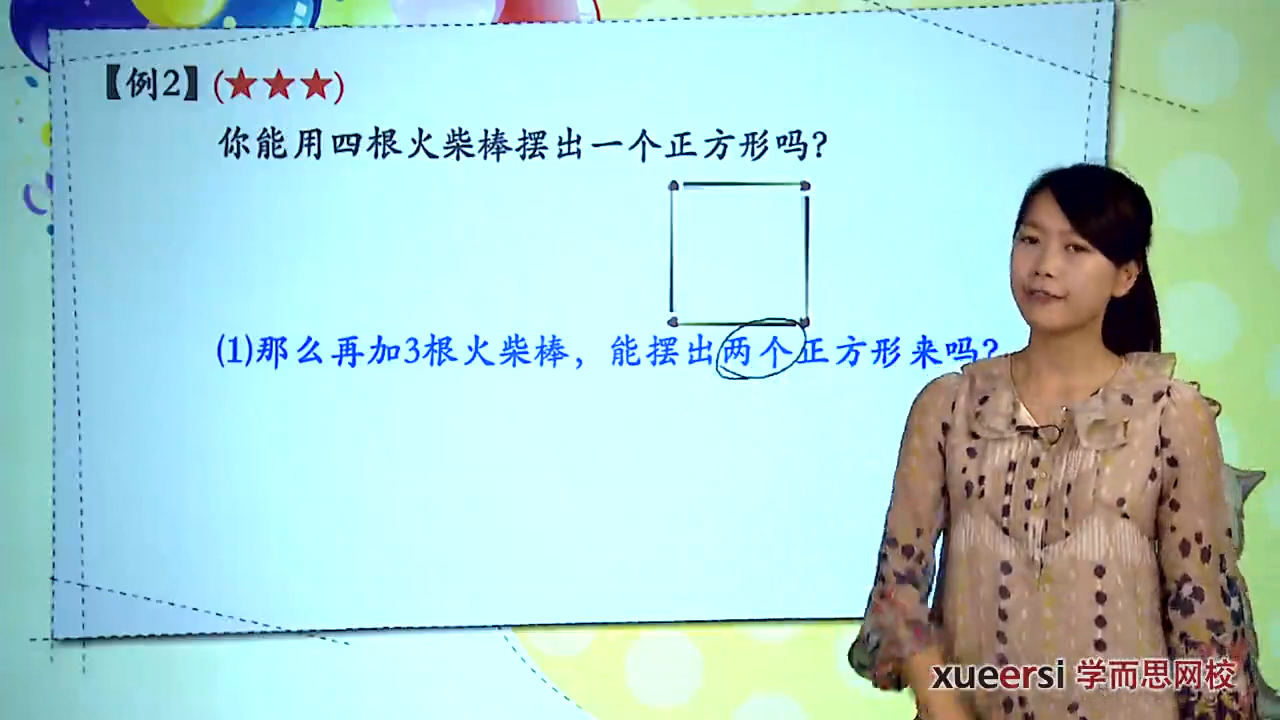 【例2】(★★★)
你能用四根火柴棒摆出一个正方形吗?
(1)那么再加3根火柴棒，能摆出两个正方形来吗?
xueersi 学而思网校